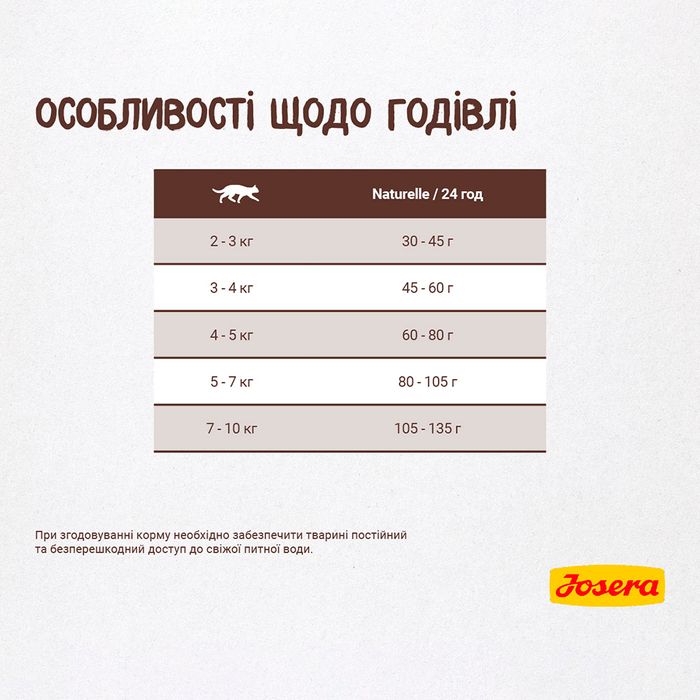 ОСОБЛИВОСТІ ЩОДО ГОДІВЛІ
Naturelle / 24 год
2 - 3 кг 30 - 45 г
3 - 4 кг 45 - 60 г
4 - 5 кг 60 - 80 г
5 - 7 кг 80 - 105 г
7 - 10 кг 105 - 135 г
При згодовуванні корму необхідно забезпечити тварині постійний
та безперешкодний доступ до свіжої питної води.
Josera